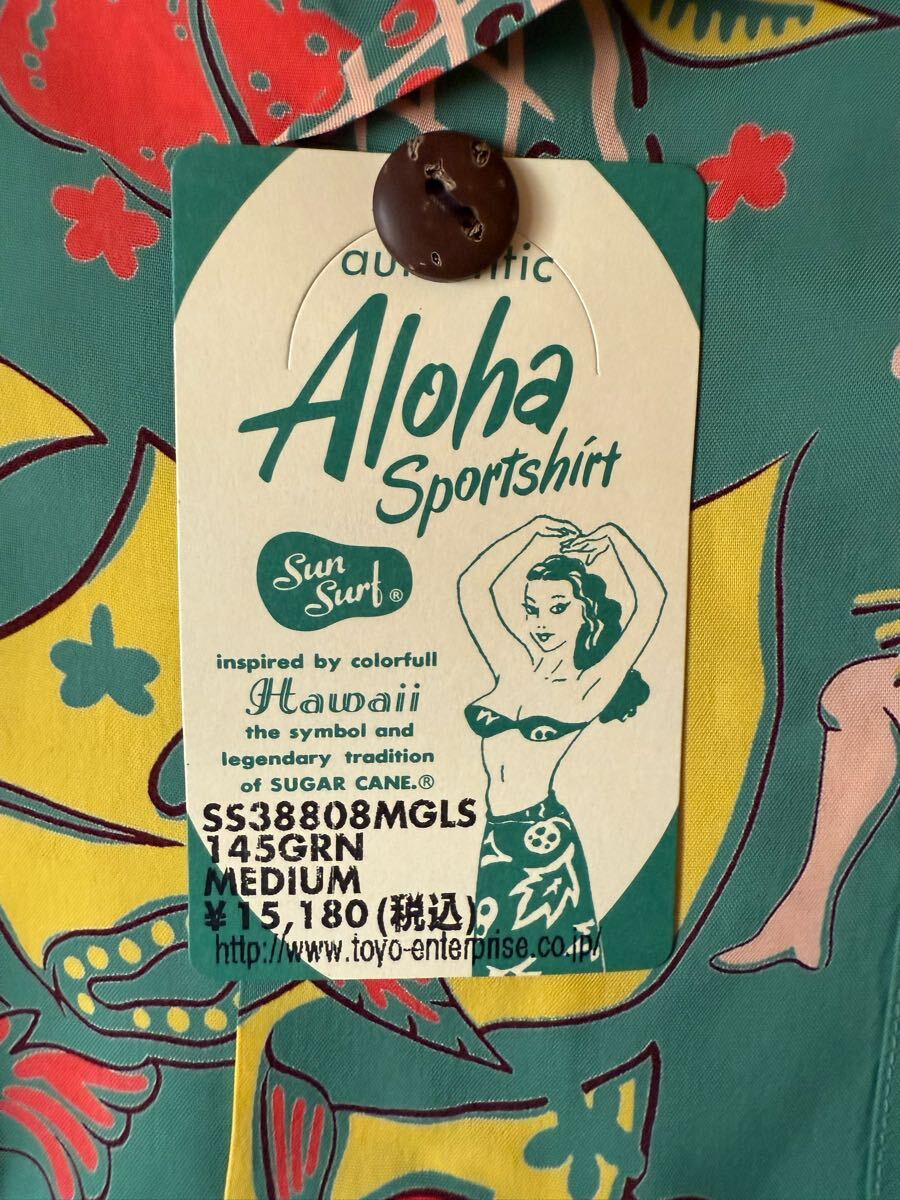 Aloha
Sportshirt
Sun
Surf®
inspired by colorfull
Hawaii
the symbol and
legendary tradition
of SUGAR CANE.®
SS38808MGLS
145GRN
MEDIUM
¥15,180(税込)
http://www.toyo-enterprise.co.jp/